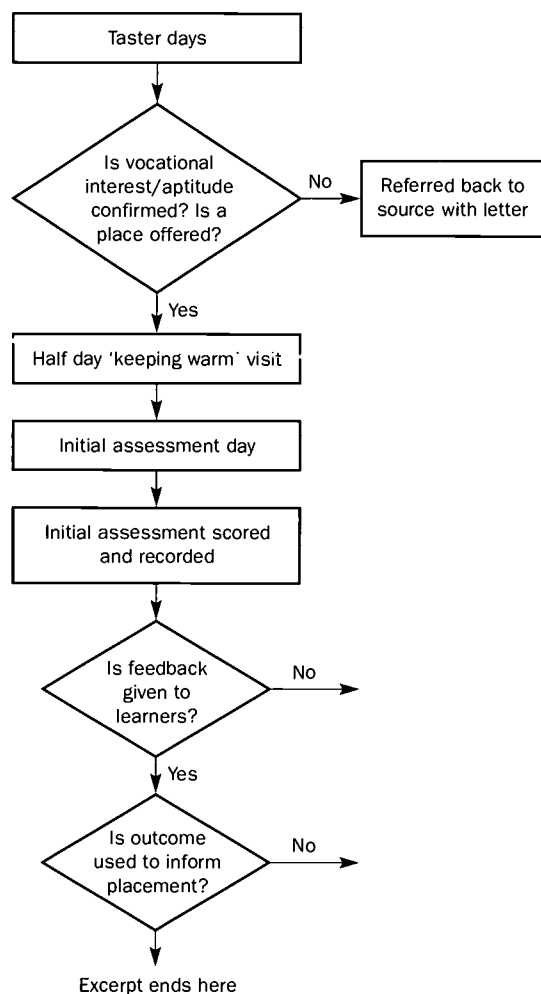 Taster days
Is vocational
interest/aptitude
confirmed? Is a
place offered?
No
Referred back to
source with letter
Yes
Half day 'keeping warm' visit
Initial assessment day
Initial assessment scored
and recorded
Is feedback
given to
learners?
No
Yes
Is outcome
used to inform
placement?
No
Excerpt ends here